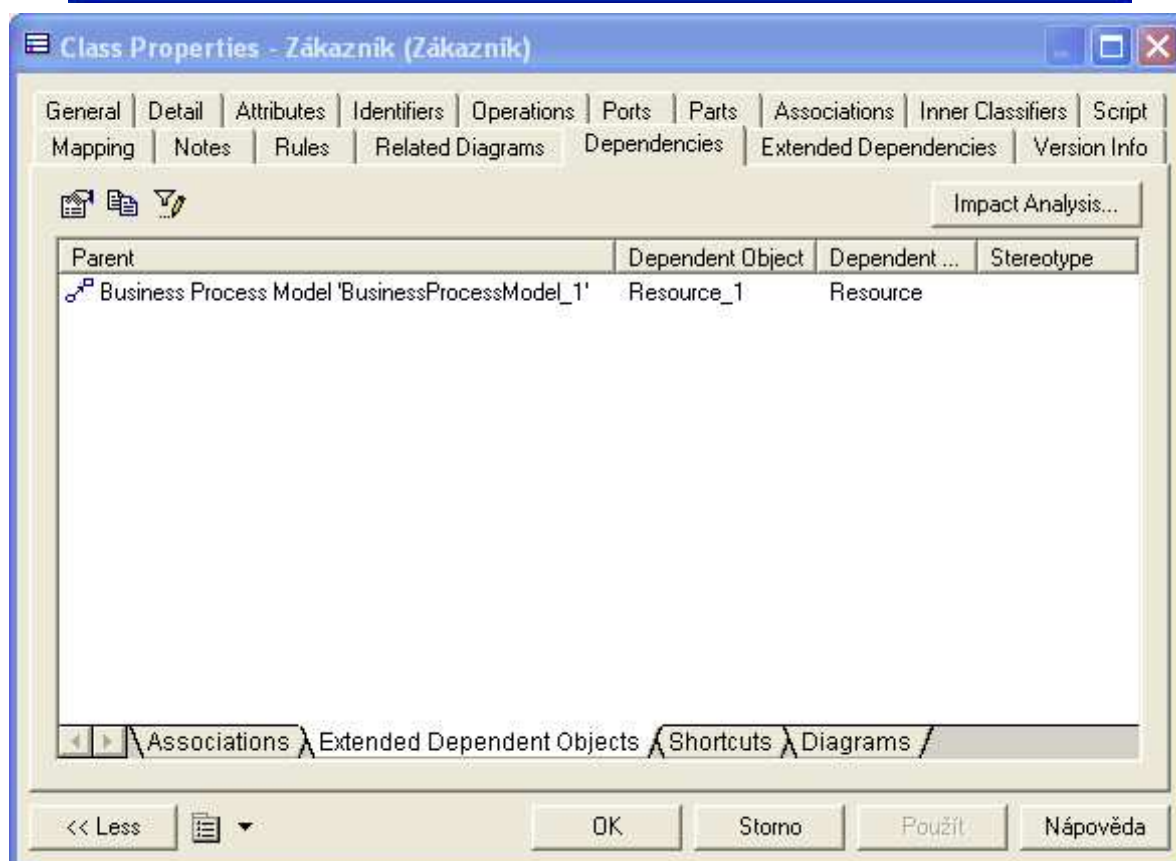 Class Properties - Zákazník (Zákazník)
General Detail Attributes Identifiers Operations Ports Parts Associations Inner Classifiers Script
Mapping Notes Rules Related Diagrams Dependencies Extended Dependencies Version Info
Impact Analysis...
Parent Dependent Object Dependent ... Stereotype
Business Process Model 'BusinessProcessModel_1' Resource_1 Resource
Associations Extended Dependent Objects Shortcuts Diagrams
<< Less OK Storno Použít Nápověda